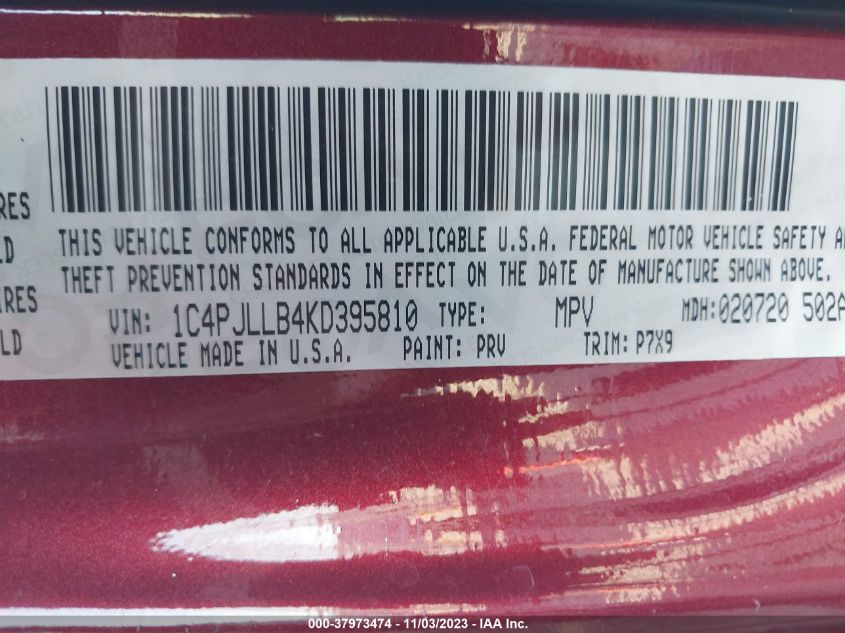 IRES
LD
IRES
LD
THIS VEHICLE CONFORMS TO ALL APPLICABLE U.S.A. FEDERAL MOTOR VEHICLE SAFETY A
THEFT PREVENTION STANDARDS IN EFFECT ON THE DATE OF MANUFACTURE SHOWN ABOVE.
VIN: 1C4PJLLB4KD395810 TYPE: MPV MDH:020720 502A
VEHICLE MADE IN U.S.A. PAINT: PRV TRIM: P7X9
000-37973474 - 11/03/2023 - IAA Inc.